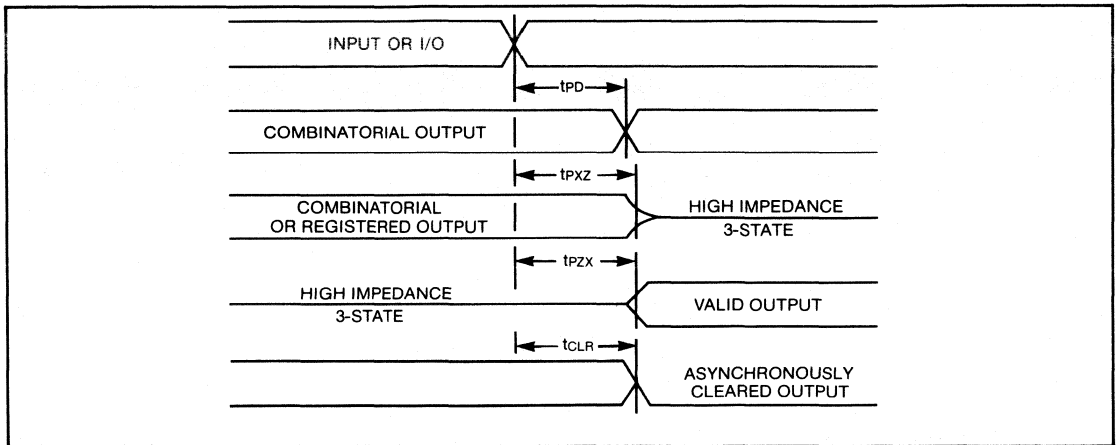 INPUT OR I/O
tPD
COMBINATORIAL OUTPUT
tPXZ
COMBINATORIAL
OR REGISTERED OUTPUT
HIGH IMPEDANCE
3-STATE
tPZX
HIGH IMPEDANCE
3-STATE
VALID OUTPUT
tCLR
ASYNCHRONOUSLY
CLEARED OUTPUT